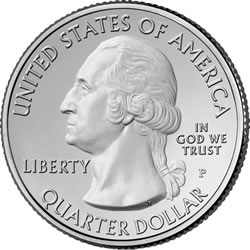 UNITED STATES OF AMERICA
LIBERTY
IN
GOD WE
TRUST
P
QUARTER DOLLAR